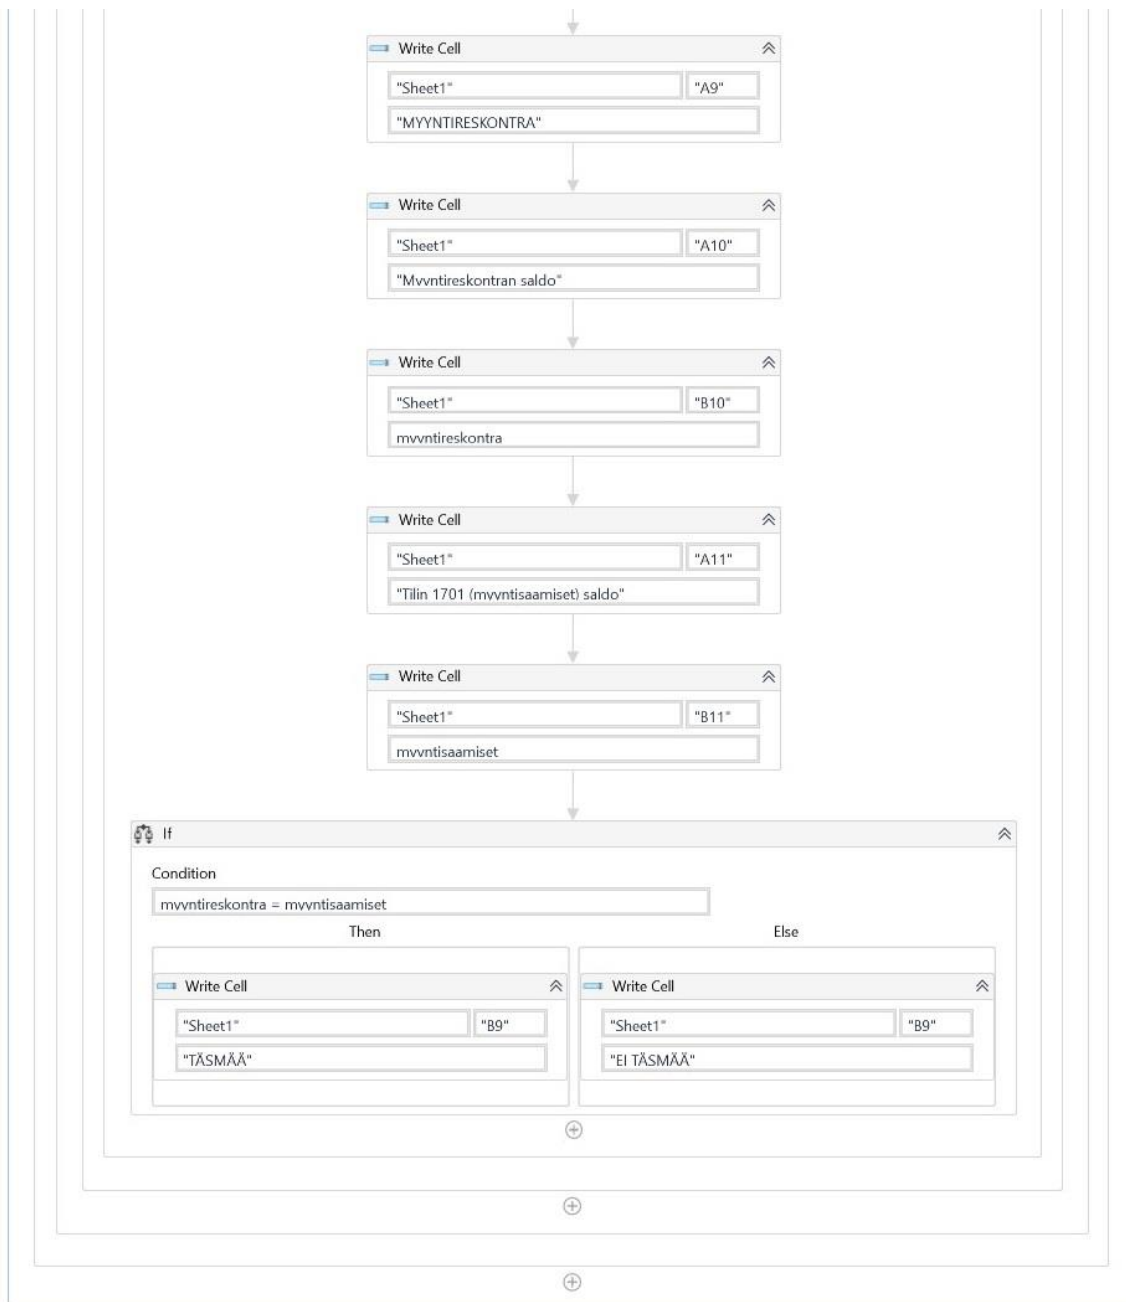 Write Cell
"Sheet1" "A9"
"MYYNTIRESKONTRA"
Write Cell
"Sheet1" "A10"
"Myyntireskontran saldo"
Write Cell
"Sheet1" "B10"
myyntireskontra
Write Cell
"Sheet1" "A11"
"Tilin 1701 (myyntisaamiset) saldo"
Write Cell
"Sheet1" "B11"
myyntisaamiset
If
Condition
myyntireskontra = myyntisaamiset
Then Else
Write Cell Write Cell
"Sheet1" "B9" "Sheet1" "B9"
"TÄSMÄÄ" "EI TÄSMÄÄ"